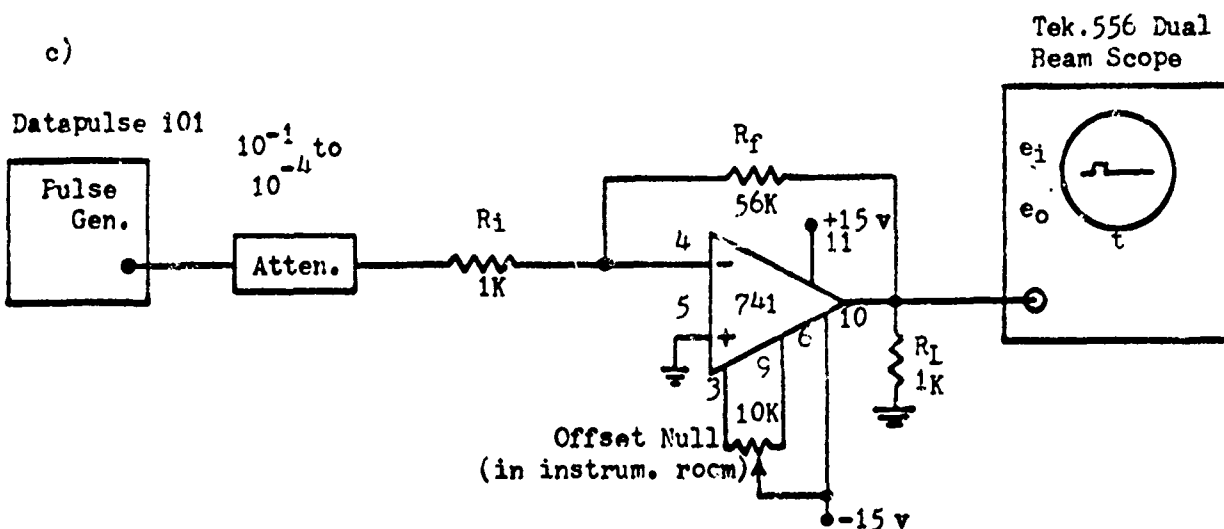 c)
Tek.556 Dual
Beam Scope
Datapulse 101
10⁻¹ to
10⁻⁴
Pulse
Gen.
Atten.
Ri
1K
Rf
56K
+15 v
11
4
-
5
+
741
10
6
9
3
10K
Offset Null
(in instrum. room)
-15 v
RL
1K
ei
eo
t